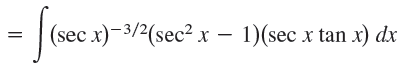 = ∫(sec x)^{-3/2}(sec² x − 1)(sec x tan x) dx